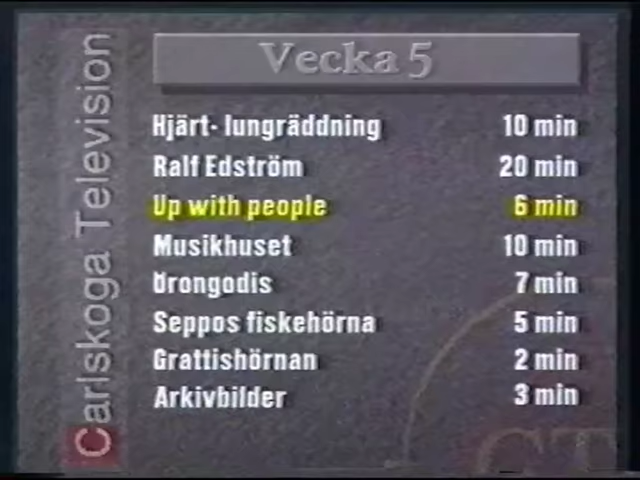 Carlskoga Television
Vecka 5
Hjärt- lungräddning 10 min
Ralf Edström 20 min
Up with people 6 min
Musikhuset 10 min
Örongodis 7 min
Seppos fiskehörna 5 min
Grattishörnan 2 min
Arkivbilder 3 min
CT